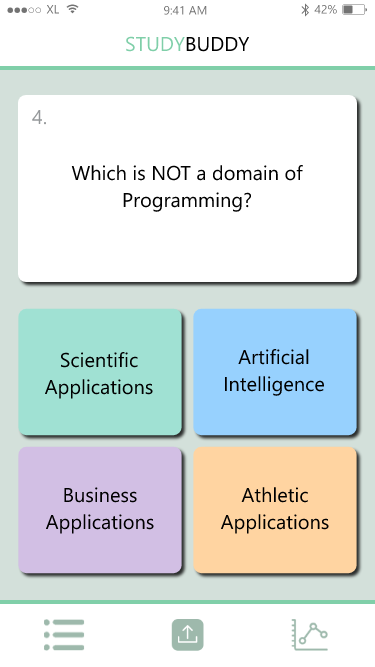 XL 9:41 AM 42%
STUDYBUDDY
4.
Which is NOT a domain of
Programming?
Scientific
Applications
Artificial
Intelligence
Business
Applications
Athletic
Applications